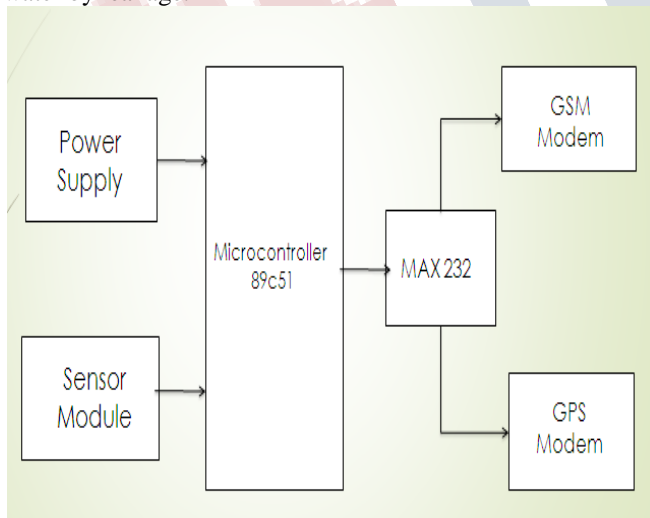 Power
Supply
Sensor
Module
Microcontroller
89c51
MAX 232
GSM
Modem
GPS
Modem